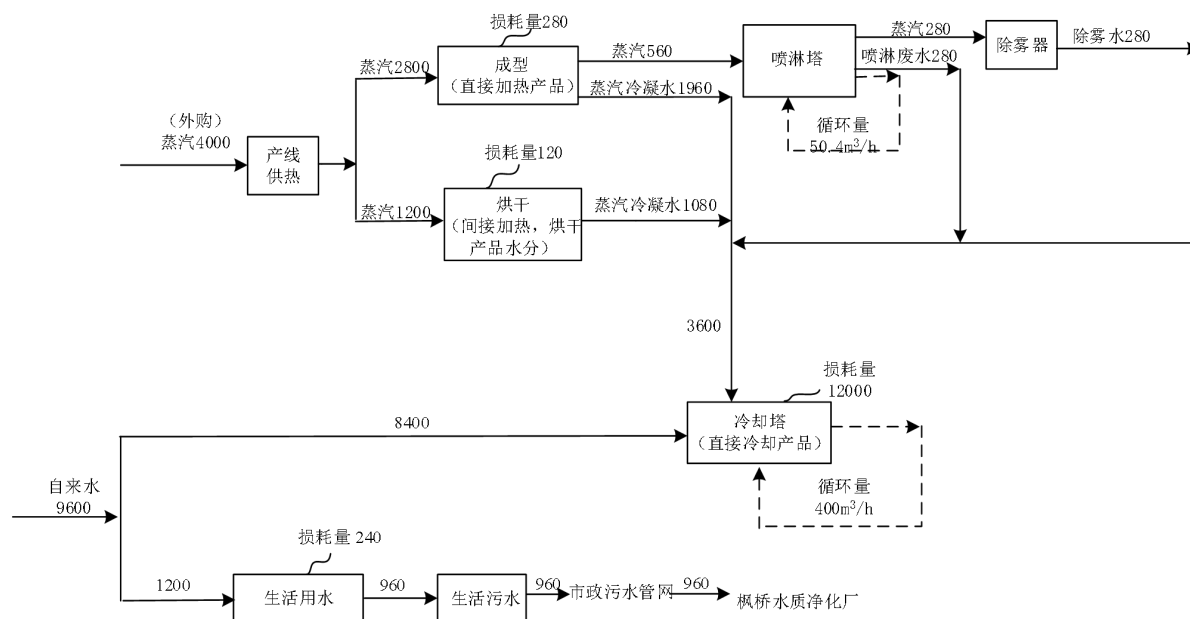 损耗量280
蒸汽2800
成型
（直接加热产品）
蒸汽560
蒸汽冷凝水1960
喷淋塔
蒸汽280
喷淋废水280
除雾器
除雾水280
循环量
50.4m³/h
（外购）
蒸汽4000
产线
供热
损耗量120
蒸汽1200
烘干
（间接加热，烘干
产品水分）
蒸汽冷凝水1080
3600
损耗量
12000
8400
冷却塔
（直接冷却产品）
循环量
400m³/h
自来水
9600
损耗量 240
1200
生活用水
960
生活污水
960
市政污水管网
960
枫桥水质净化厂